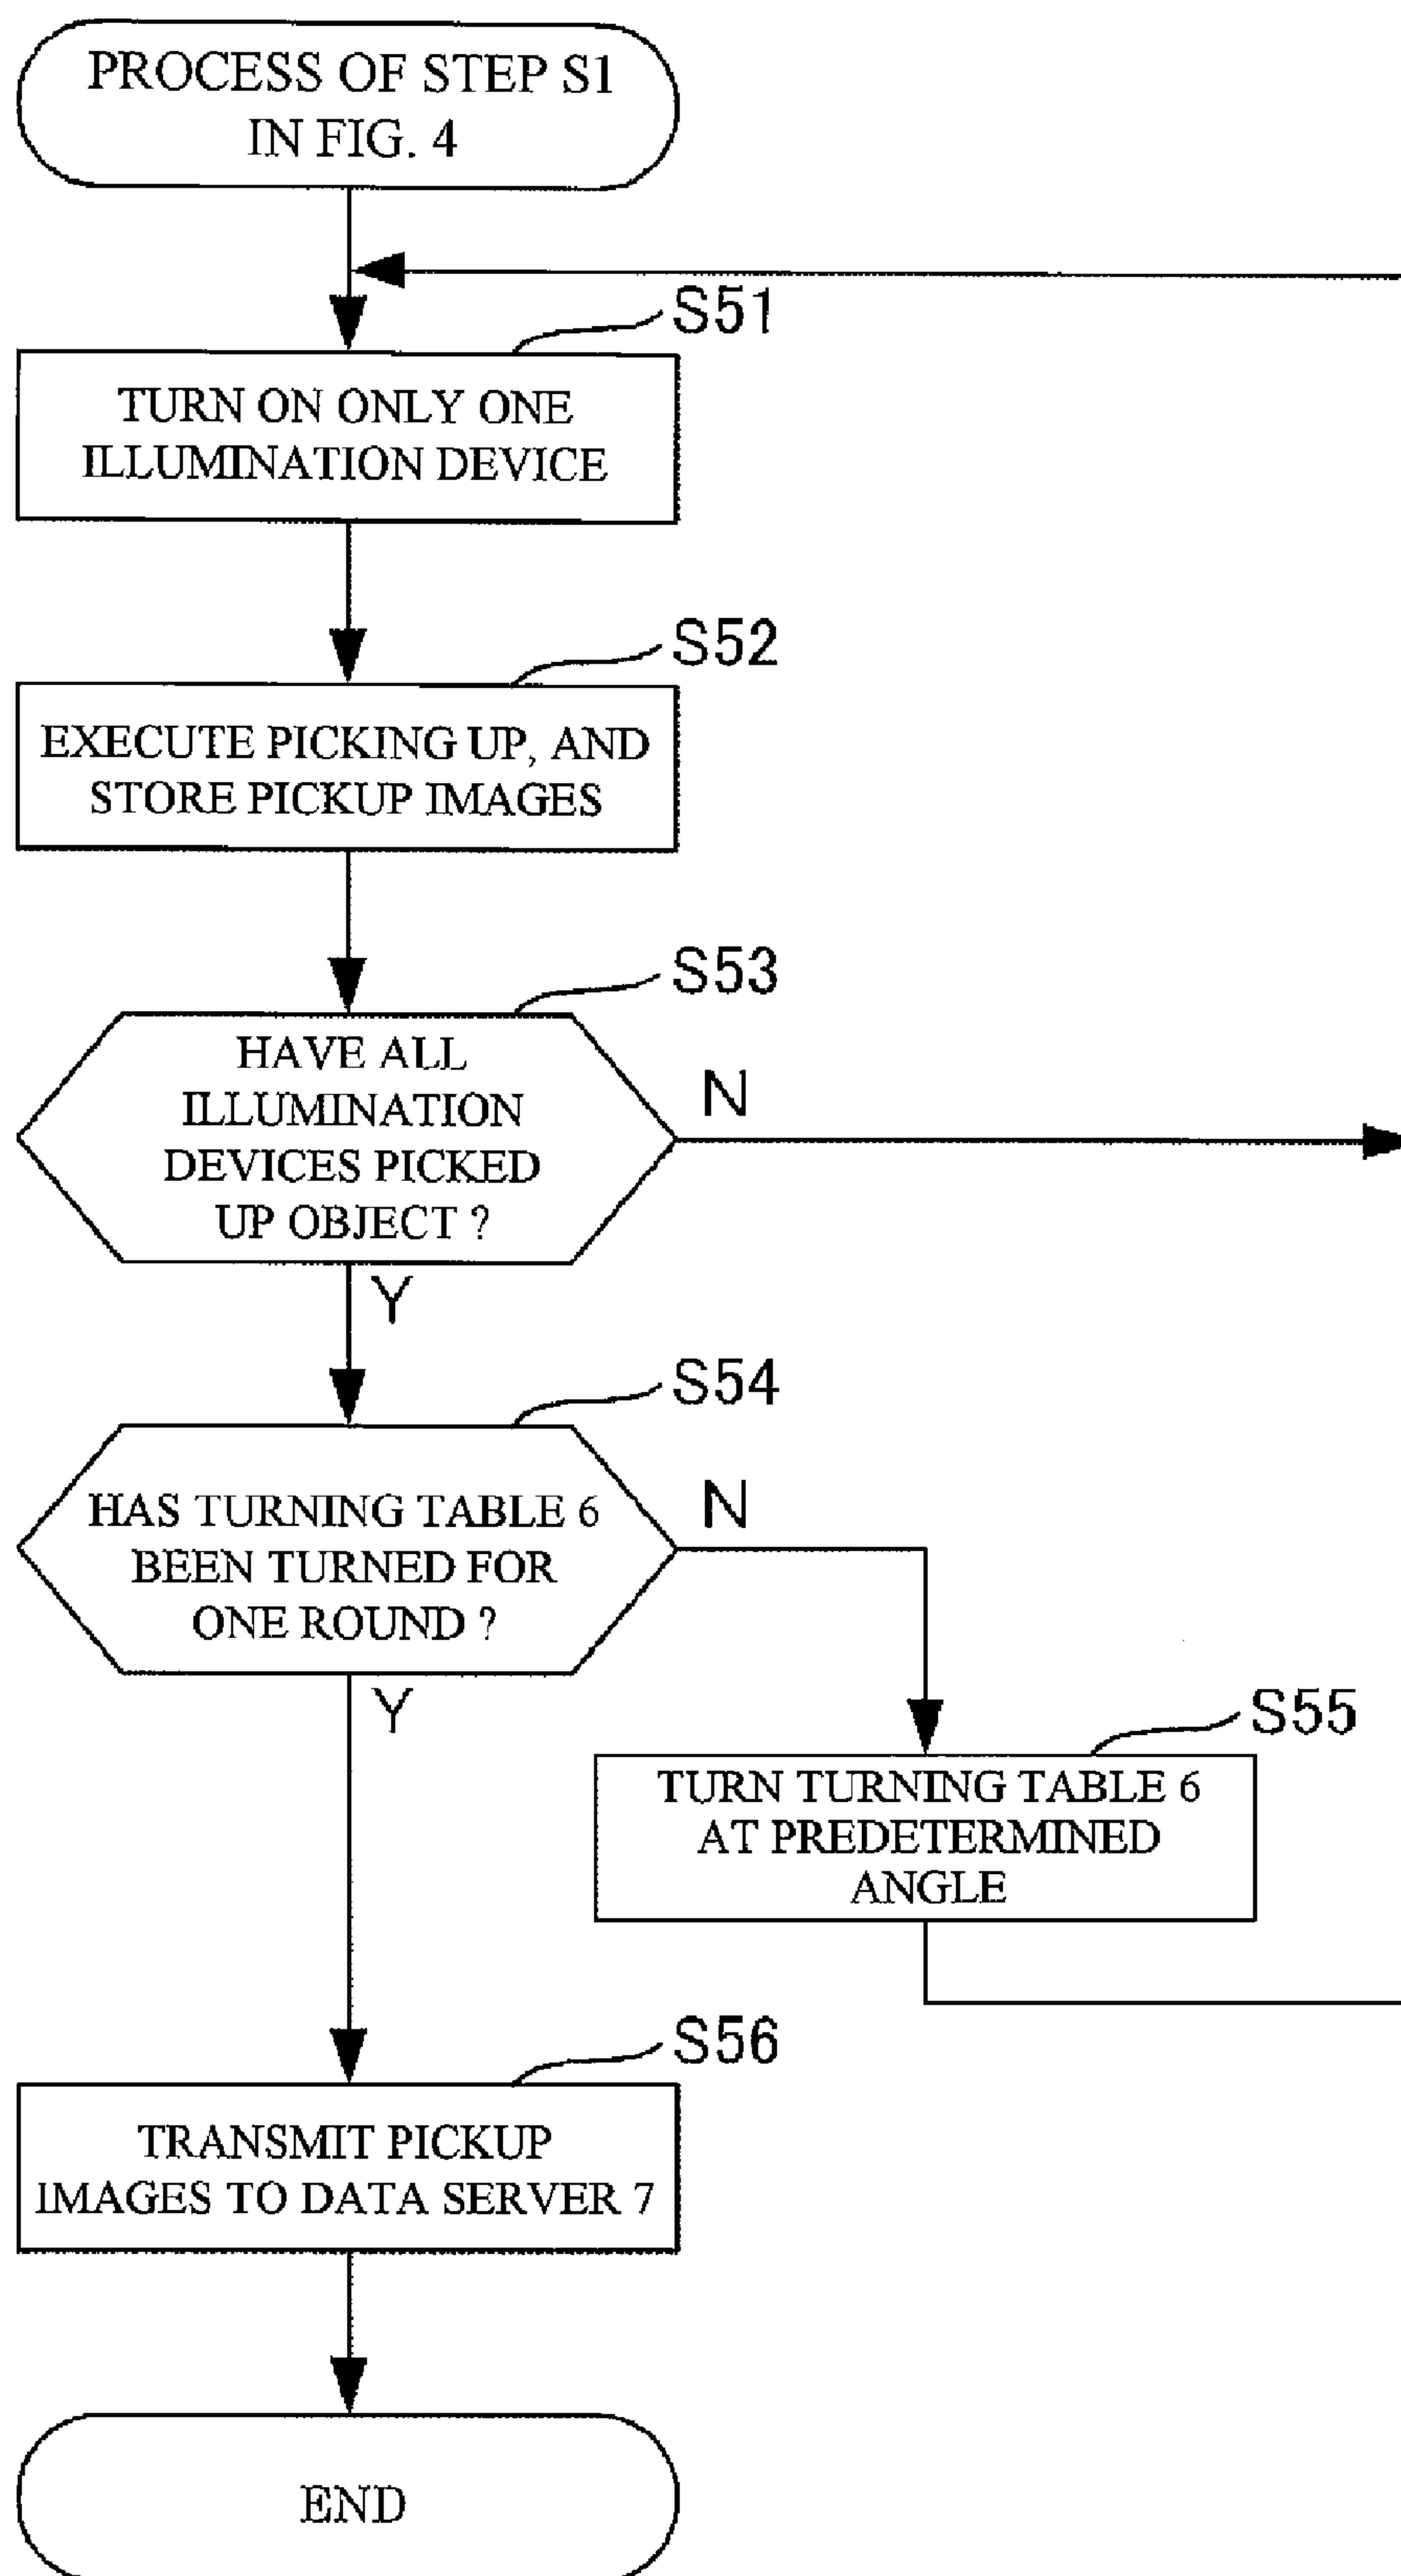 PROCESS OF STEP S1
IN FIG. 4
S51
TURN ON ONLY ONE
ILLUMINATION DEVICE
S52
EXECUTE PICKING UP, AND
STORE PICKUP IMAGES
S53
HAVE ALL
ILLUMINATION
DEVICES PICKED
UP OBJECT ?
N
Y
S54
HAS TURNING TABLE 6
BEEN TURNED FOR
ONE ROUND ?
N
Y
S55
TURN TURNING TABLE 6
AT PREDETERMINED
ANGLE
S56
TRANSMIT PICKUP
IMAGES TO DATA SERVER 7
END